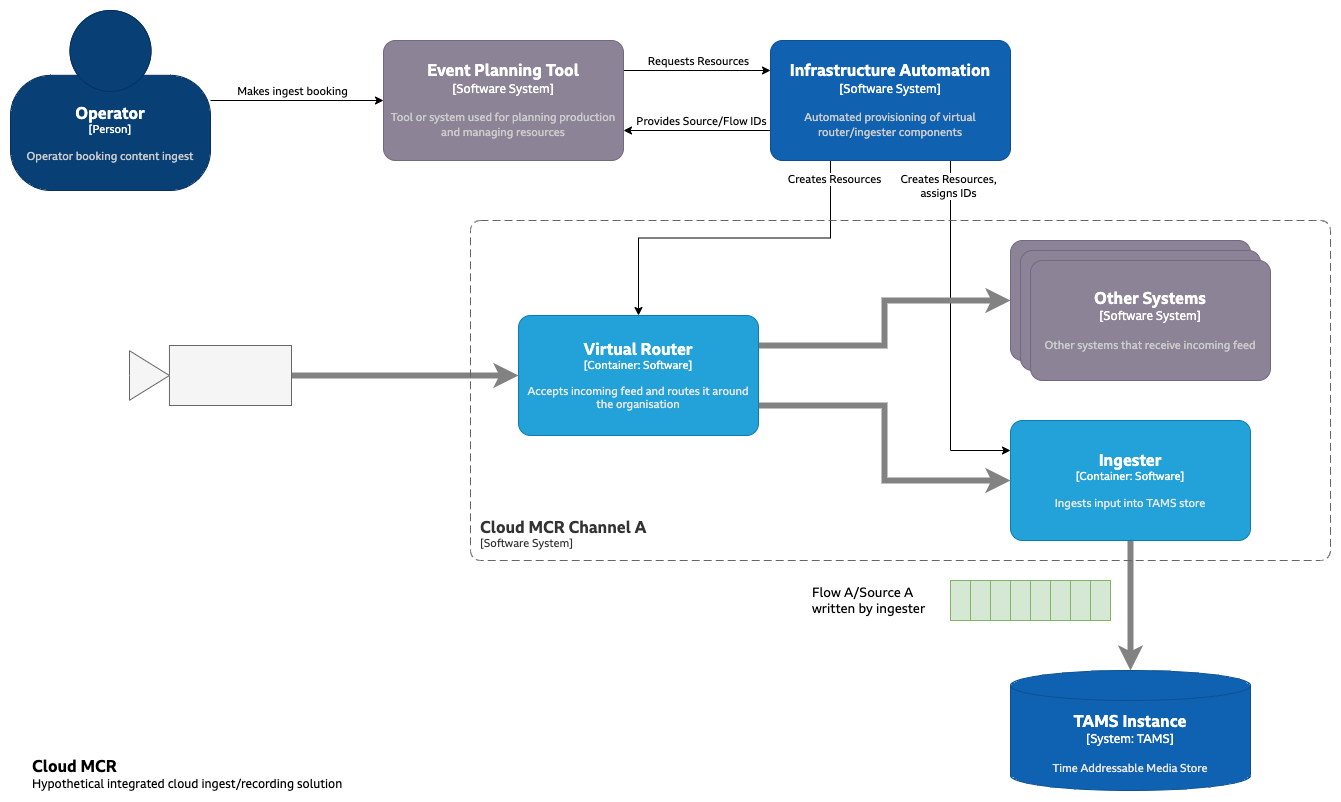 Operator
[Person]
Operator booking content ingest
Makes ingest booking
Event Planning Tool
[Software System]
Tool or system used for planning production
and managing resources
Requests Resources
Provides Source/Flow IDs
Infrastructure Automation
[Software System]
Automated provisioning of virtual
router/ingester components
Creates Resources
Creates Resources,
assigns IDs
Other Systems
[Software System]
Other systems that receive incoming feed
Virtual Router
[Container: Software]
Accepts incoming feed and routes it around
the organisation
Ingester
[Container: Software]
Ingests input into TAMS store
Cloud MCR Channel A
[Software System]
Flow A/Source A
written by ingester
TAMS Instance
[System: TAMS]
Time Addressable Media Store
Cloud MCR
Hypothetical integrated cloud ingest/recording solution